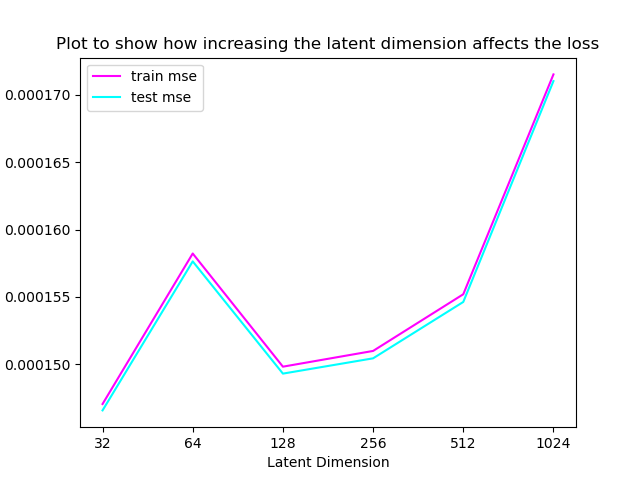 Plot to show how increasing the latent dimension affects the loss
train mse
test mse
0.000170
0.000165
0.000160
0.000155
0.000150
32 64 128 256 512 1024
Latent Dimension